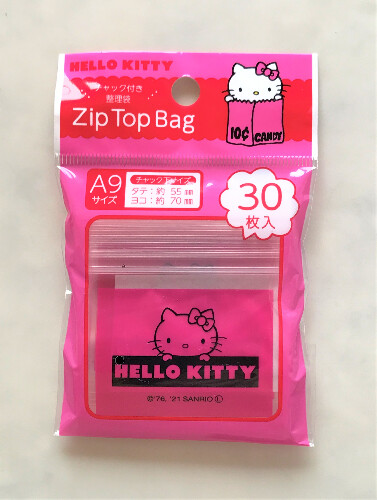 HELLO KITTY
チャック付き
整理袋
Zip Top Bag
10¢ CANDY
A9
サイズ
チャック下サイズ
タテ:約 55 mm
ヨコ:約 70 mm
30
枚入
HELLO KITTY
©'76, '21 SANRIO Ⓛ